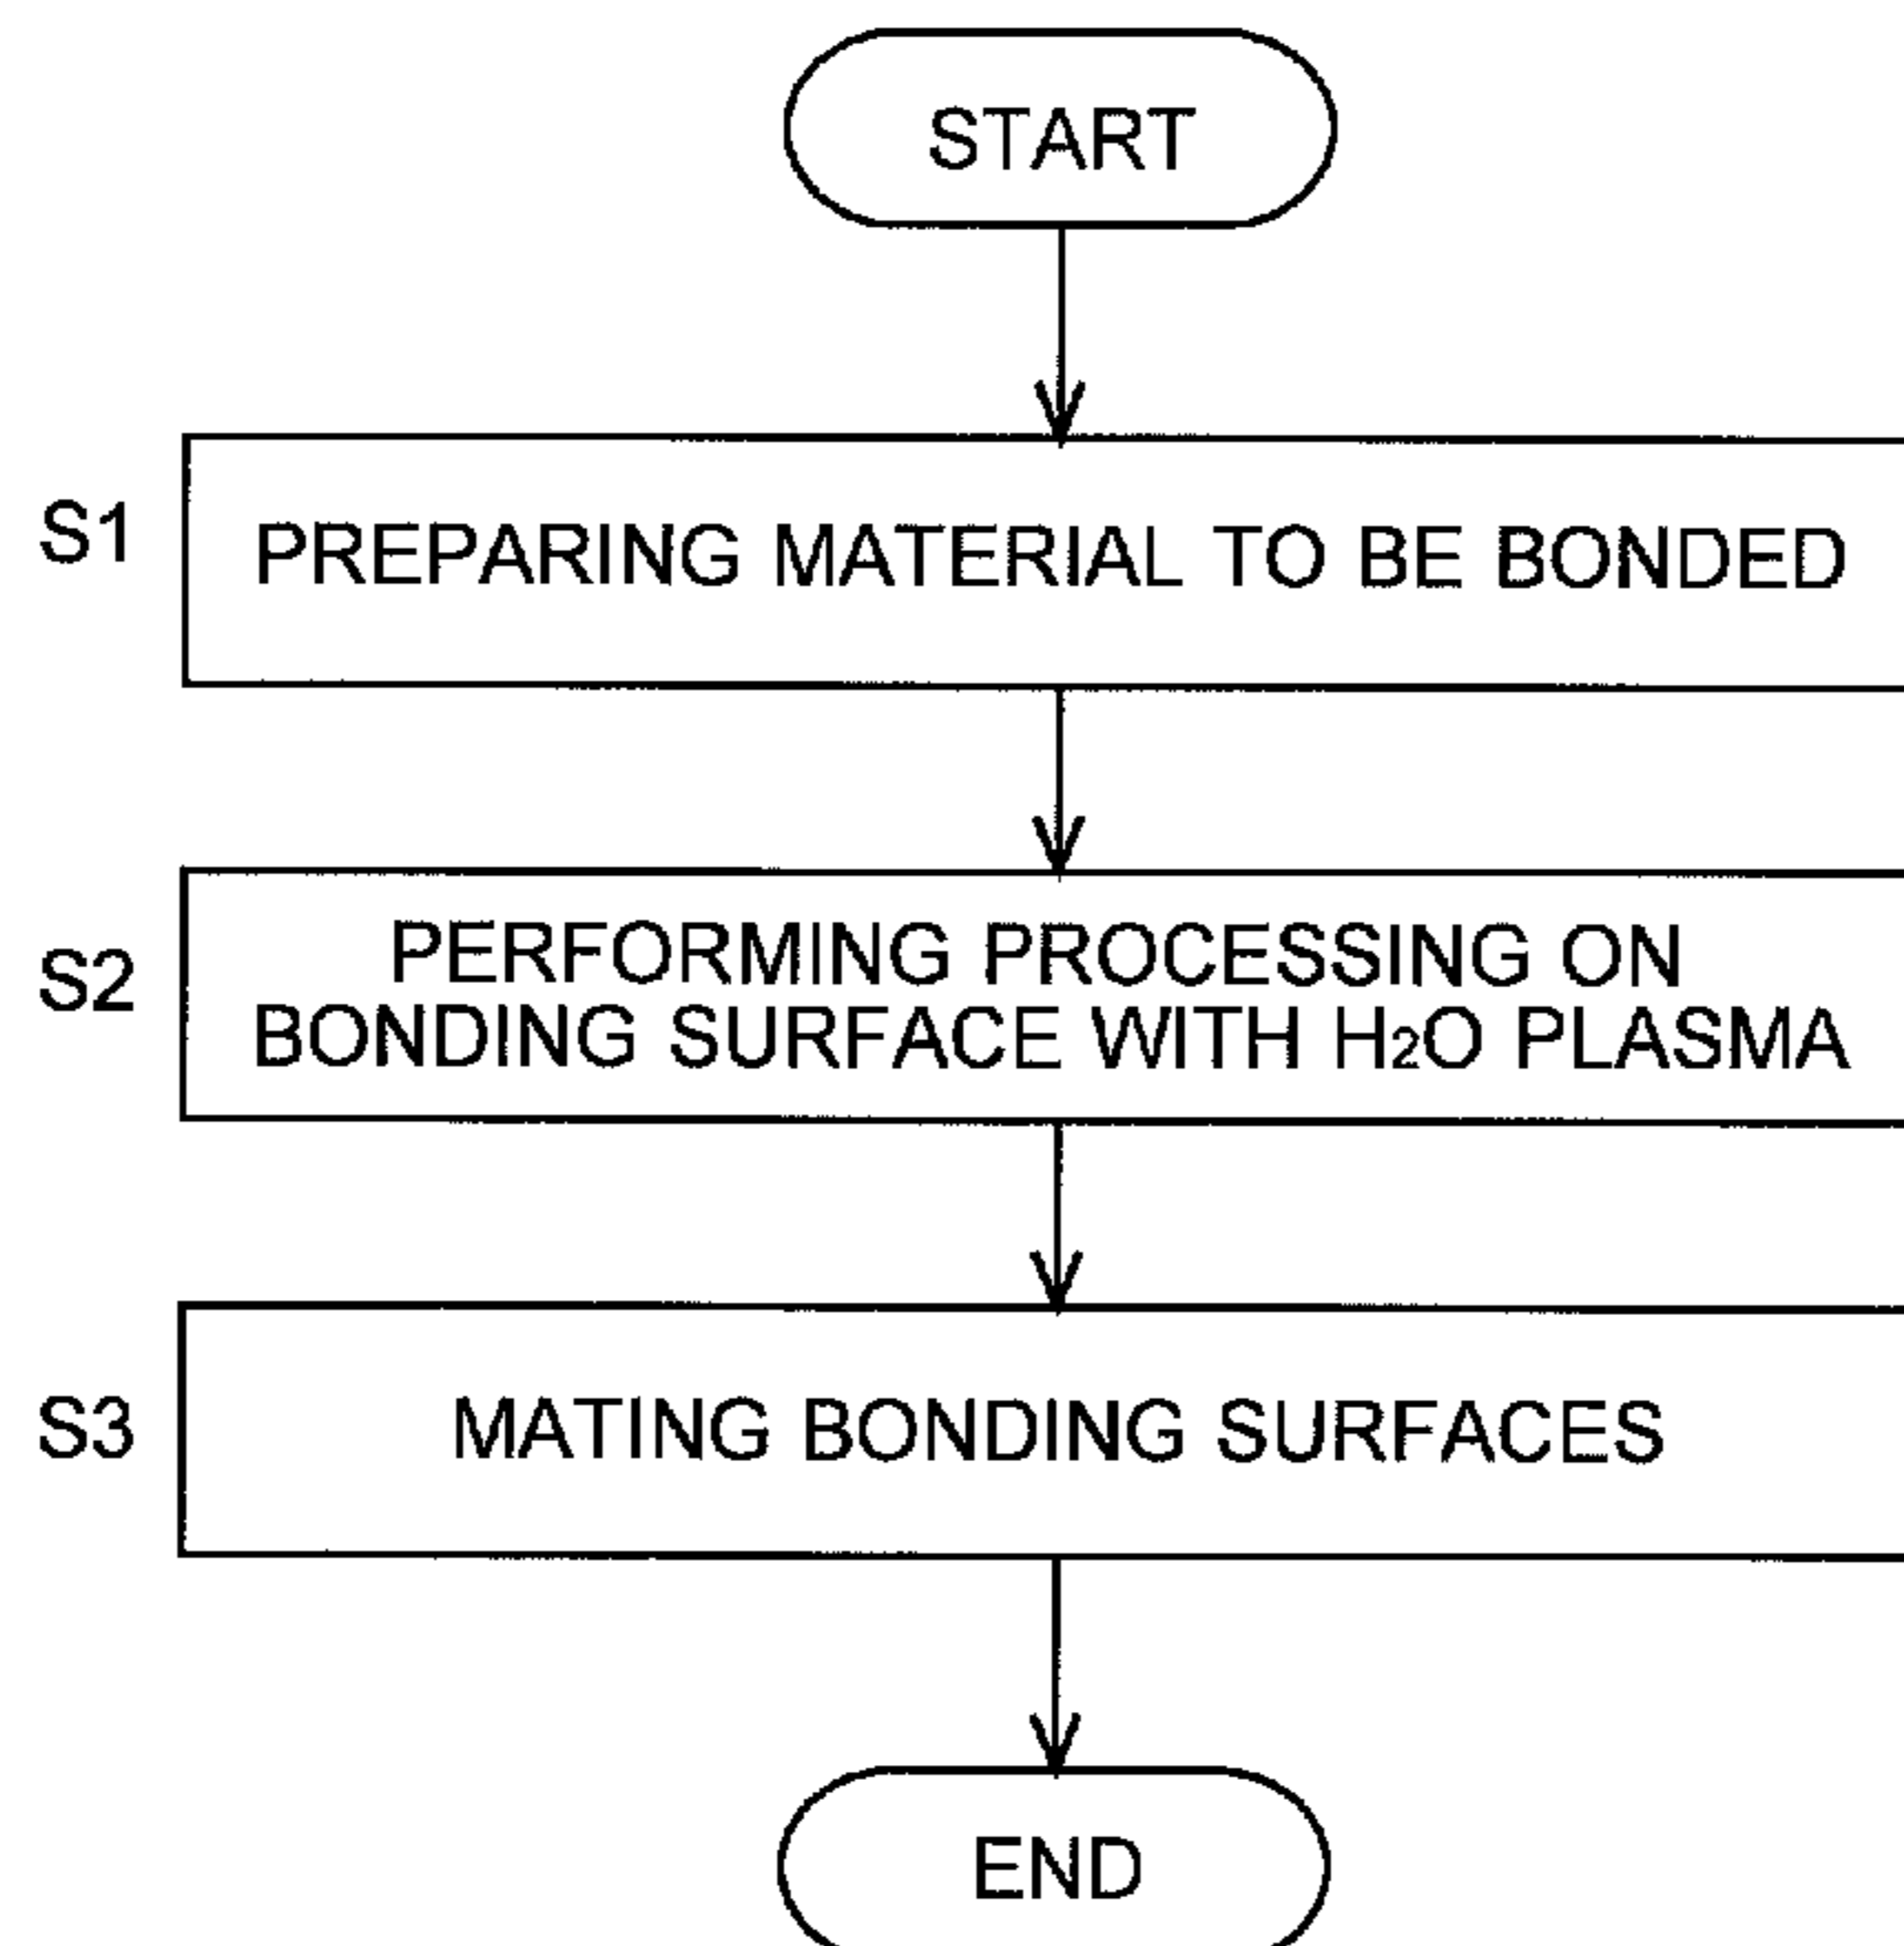 START
S1
PREPARING MATERIAL TO BE BONDED
S2
PERFORMING PROCESSING ON
BONDING SURFACE WITH H₂O PLASMA
S3
MATING BONDING SURFACES
END